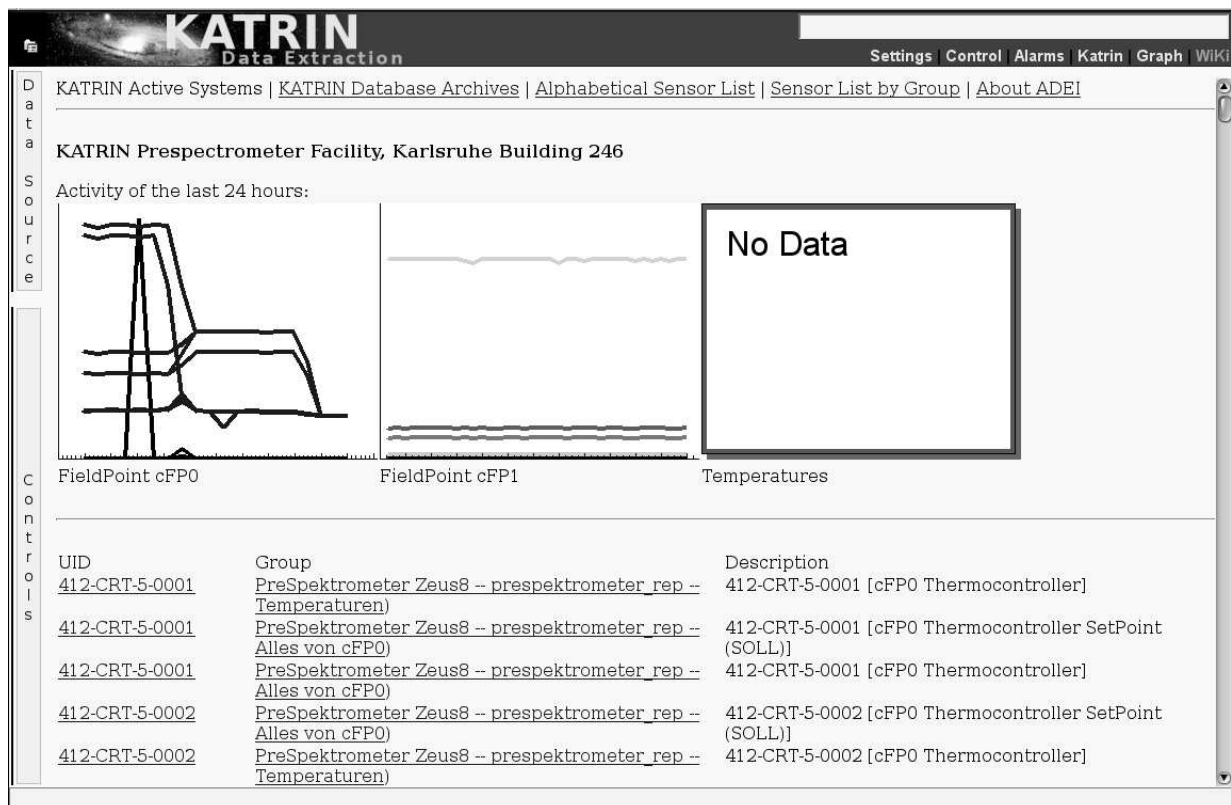 KATRIN
Data Extraction
Settings | Control | Alarms | Katrin | Graph | WiKi
Data Source
Controls
KATRIN Active Systems | KATRIN Database Archives | Alphabetical Sensor List | Sensor List by Group | About ADEI
KATRIN Prespectrometer Facility, Karlsruhe Building 246
Activity of the last 24 hours:
No Data
FieldPoint cFP0 FieldPoint cFP1 Temperatures
UID Group Description
412-CRT-5-0001 PreSpektrometer Zeus8 -- prespektrometer_rep -- 412-CRT-5-0001 [cFP0 Thermocontroller]
Temperaturen)
412-CRT-5-0001 PreSpektrometer Zeus8 -- prespektrometer_rep -- 412-CRT-5-0001 [cFP0 Thermocontroller SetPoint
Alles von cFP0) (SOLL)]
412-CRT-5-0001 PreSpektrometer Zeus8 -- prespektrometer_rep -- 412-CRT-5-0001 [cFP0 Thermocontroller]
Alles von cFP0)
412-CRT-5-0002 PreSpektrometer Zeus8 -- prespektrometer_rep -- 412-CRT-5-0002 [cFP0 Thermocontroller SetPoint
Alles von cFP0) (SOLL)]
412-CRT-5-0002 PreSpektrometer Zeus8 -- prespektrometer_rep -- 412-CRT-5-0002 [cFP0 Thermocontroller]
Temperaturen)